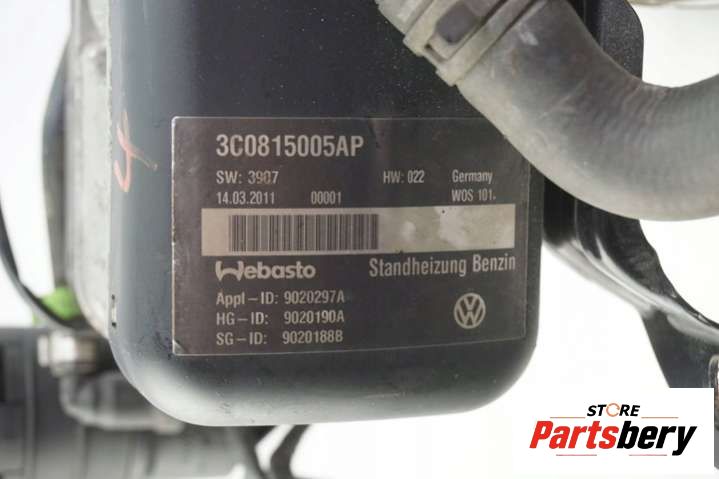 4
3C0815005AP
SW: 3907 HW: 022 Germany
14.03.2011 00001 WOS 101.
Webasto Standheizung Benzin
Appl-ID: 9020297A
HG-ID: 9020190A
SG-ID: 9020188B
STORE
Partsbery